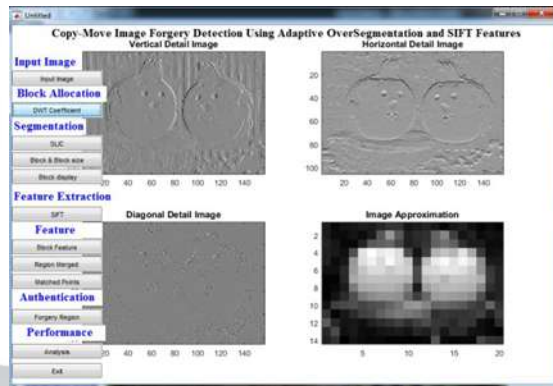 Untitled
Copy-Move Image Forgery Detection Using Adaptive OverSegmentation and SIFT Features
Input Image
Input Image
Block Allocation
DWT Coefficient
Segmentation
SLIC
Block & Block size
Block display
Feature Extraction
SIFT
Feature
Block Feature
Region Merged
Matched Points
Authentication
Forgery Region
Performance
Analysis
Exit
Vertical Detail Image
20 40 60 80 100 120 140
Horizontal Detail Image
20
40
60
80
100
20 40 60 80 100 120 140
Diagonal Detail Image
20 40 60 80 100 120 140
Image Approximation
2
4
6
8
10
12
14
5 10 15 20